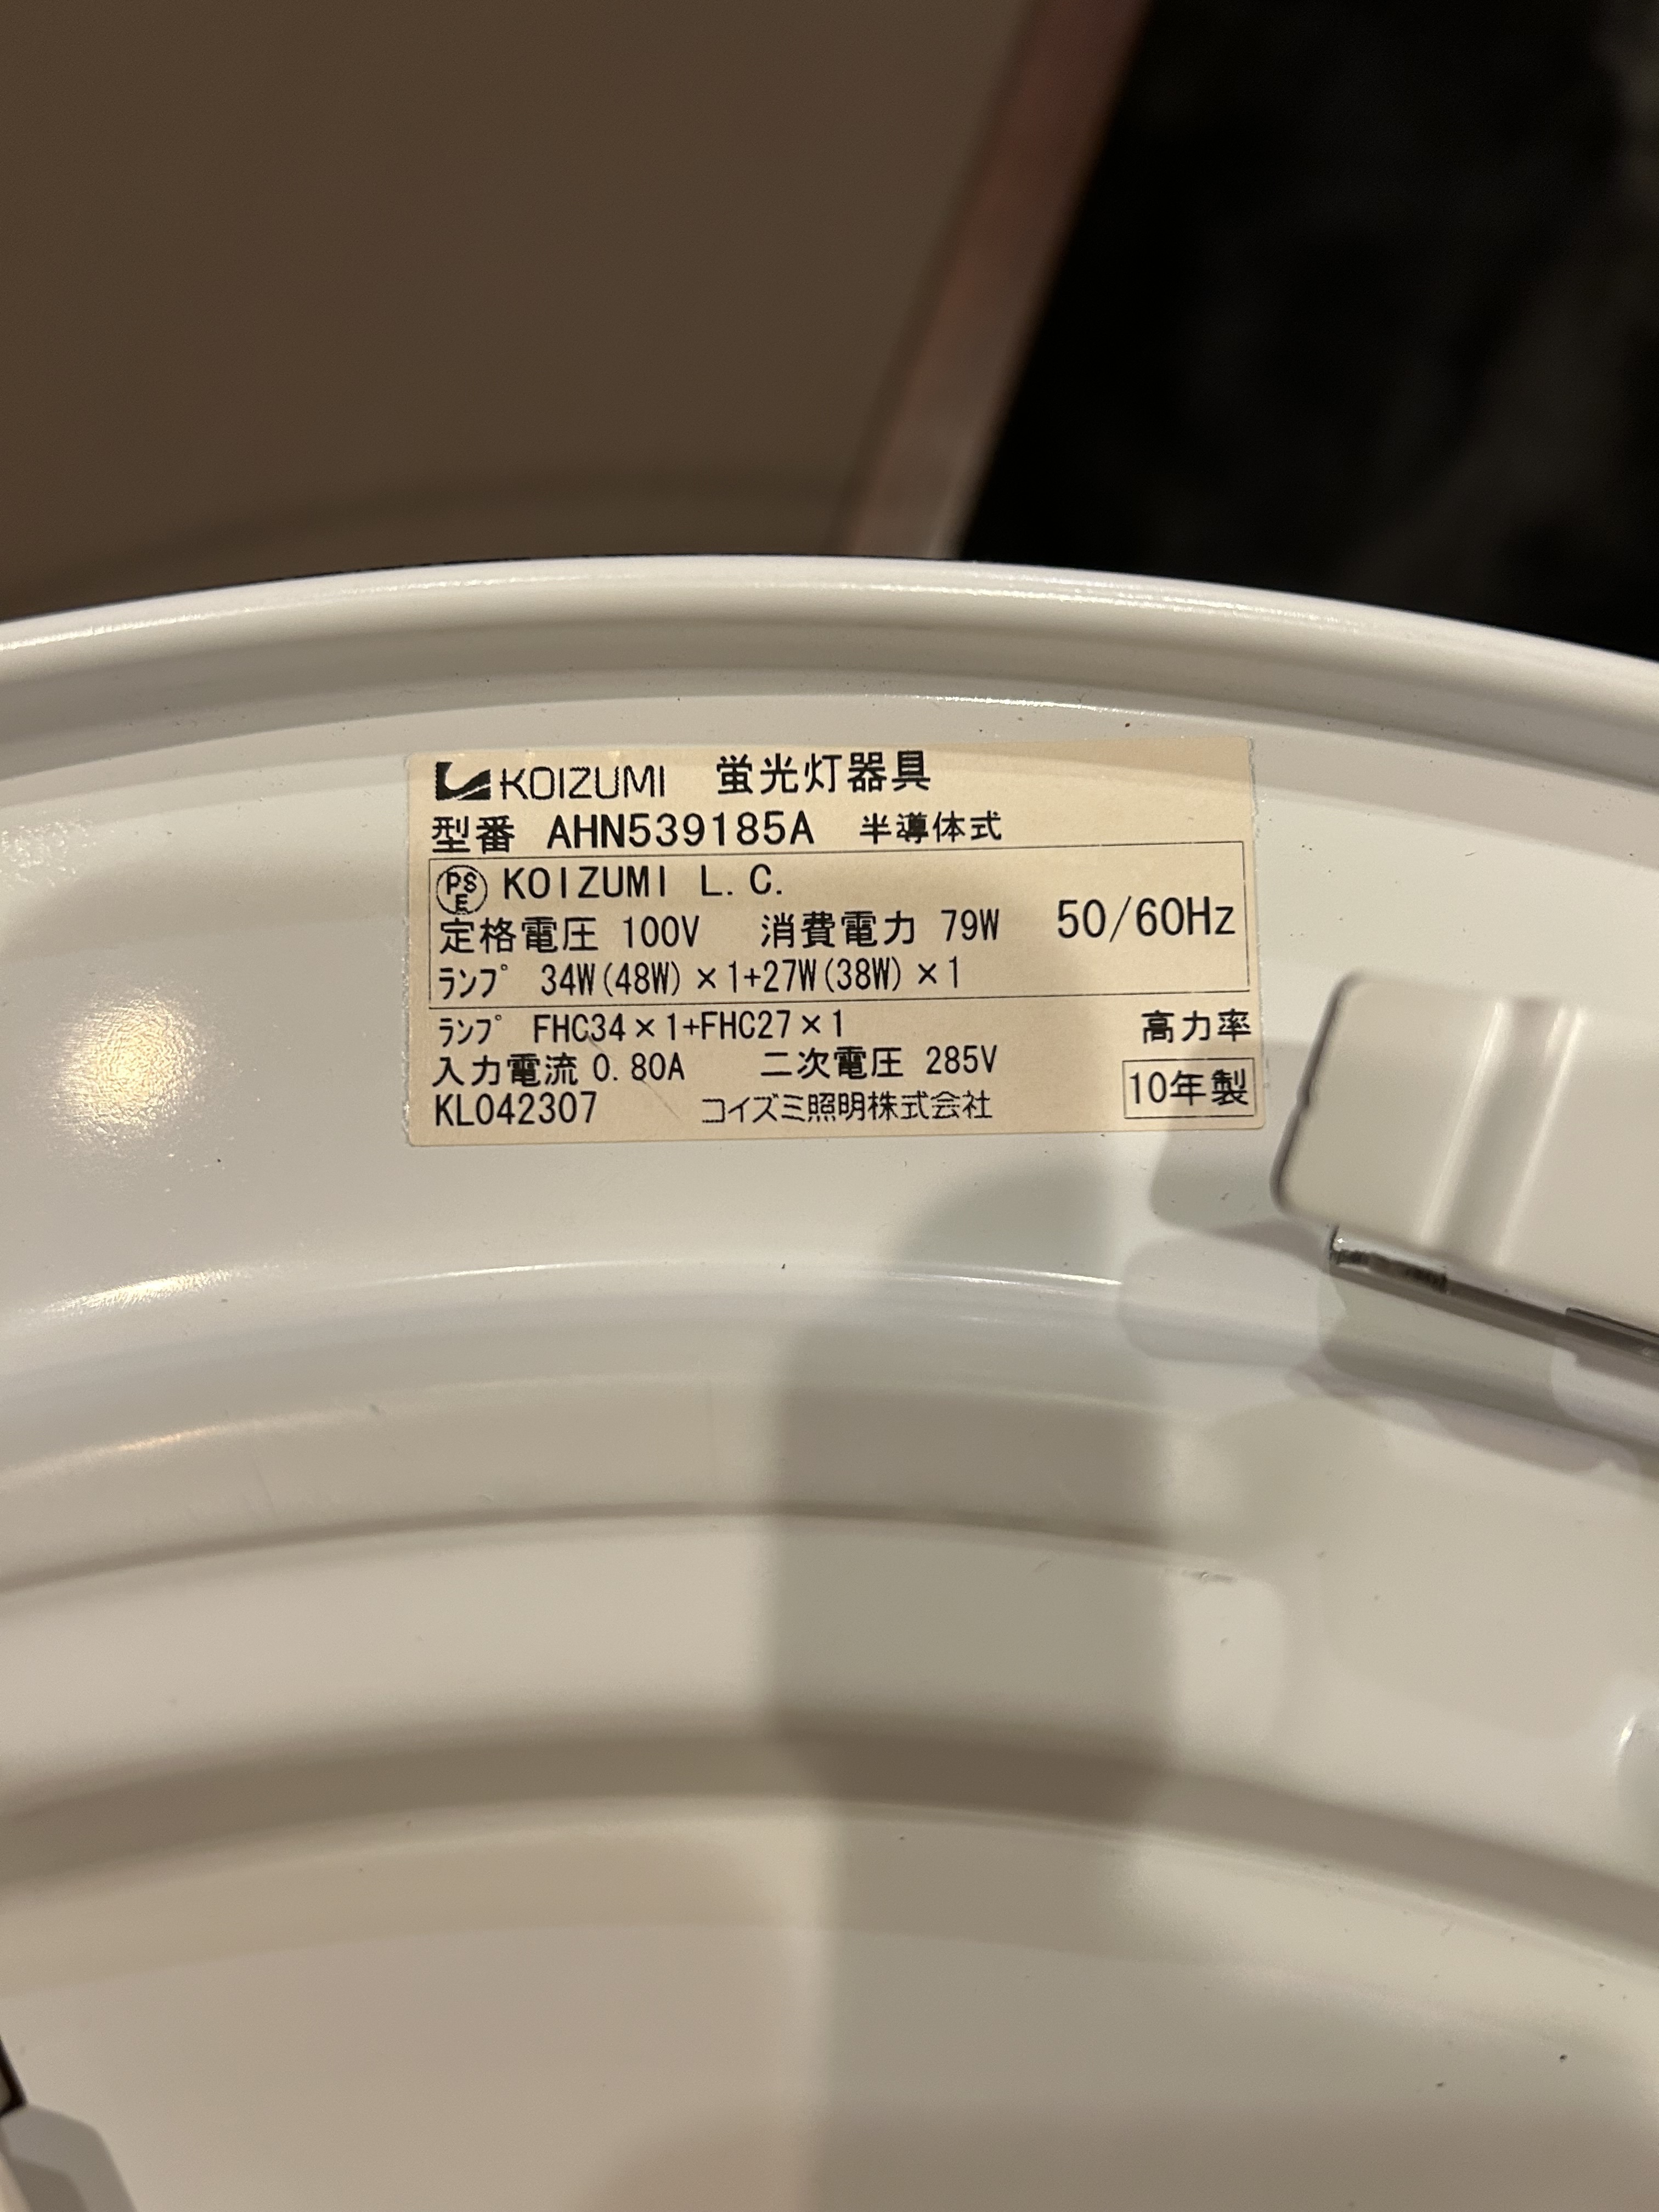 KOIZUMI 蛍光灯器具
型番 AHN539185A 半導体式
PSE KOIZUMI L.C.
定格電圧 100V 消費電力 79W 50/60Hz
ﾗﾝﾌﾟ 34W(48W)×1+27W(38W)×1
ﾗﾝﾌﾟ FHC34×1+FHC27×1 高力率
入力電流 0.80A 二次電圧 285V
KL042307 コイズミ照明株式会社 10年製